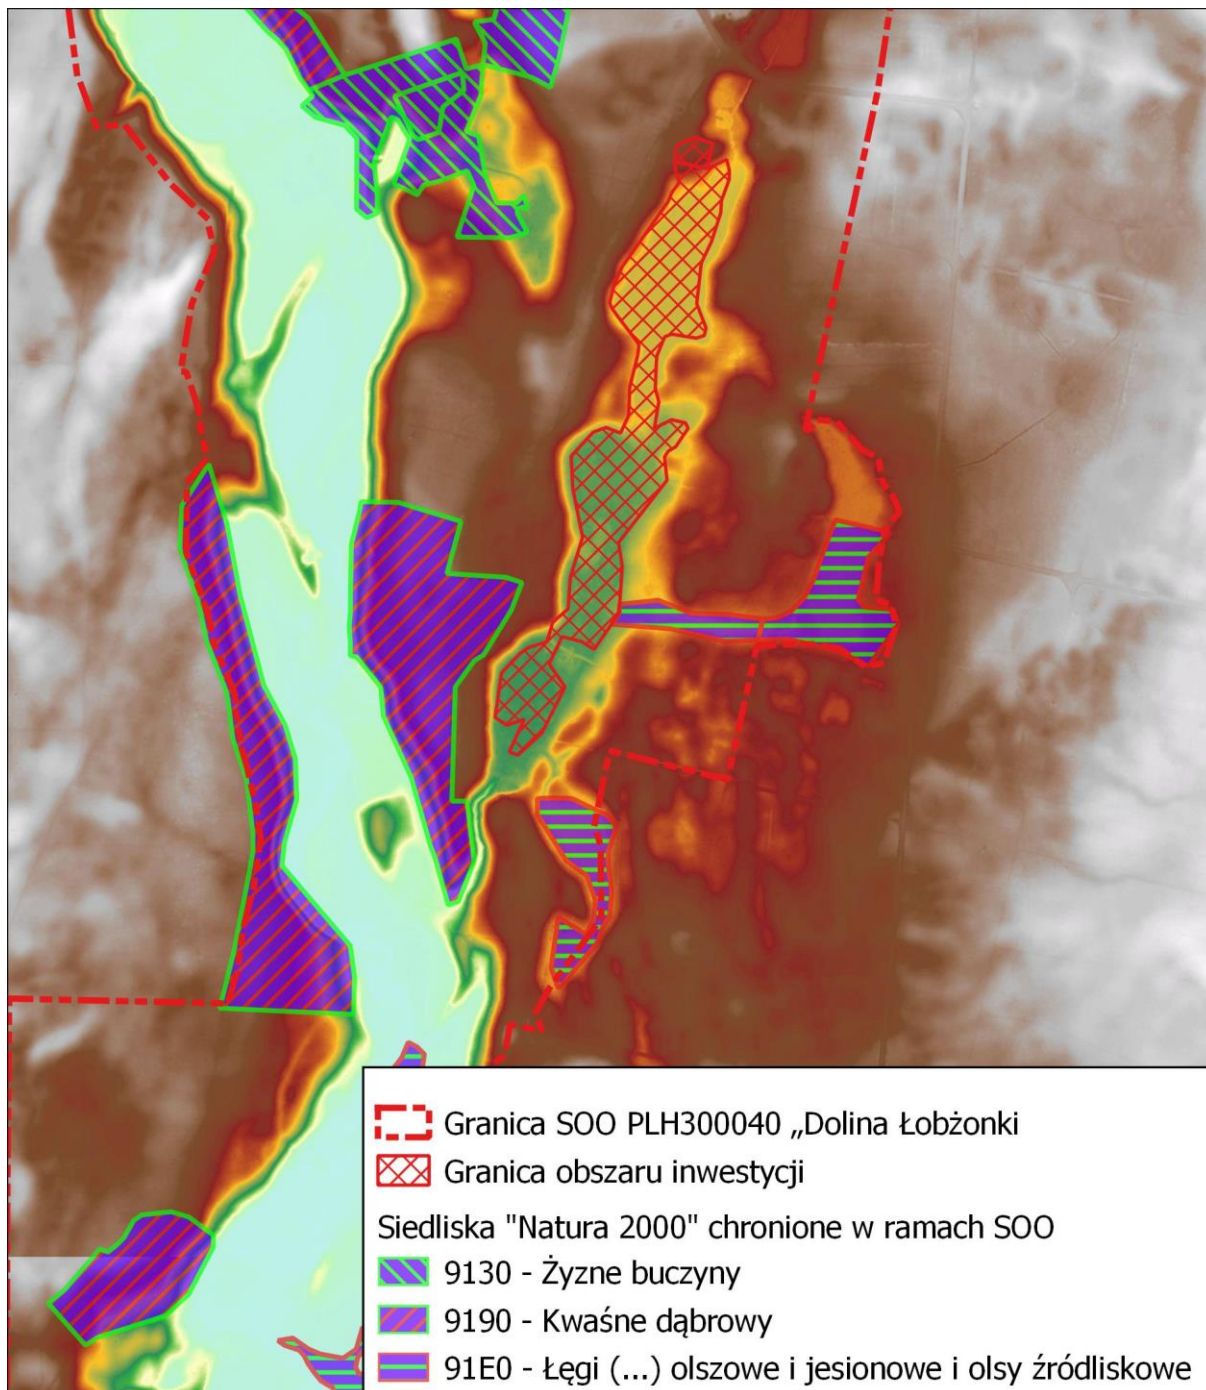 Granica SOO PLH300040 „Dolina Łobżonki
Granica obszaru inwestycji
Siedliska "Natura 2000" chronione w ramach SOO
9130 - Żyzne buczyny
9190 - Kwaśne dąbrowy
91E0 - Łęgi (...) olszowe i jesionowe i olsy źródliskowe